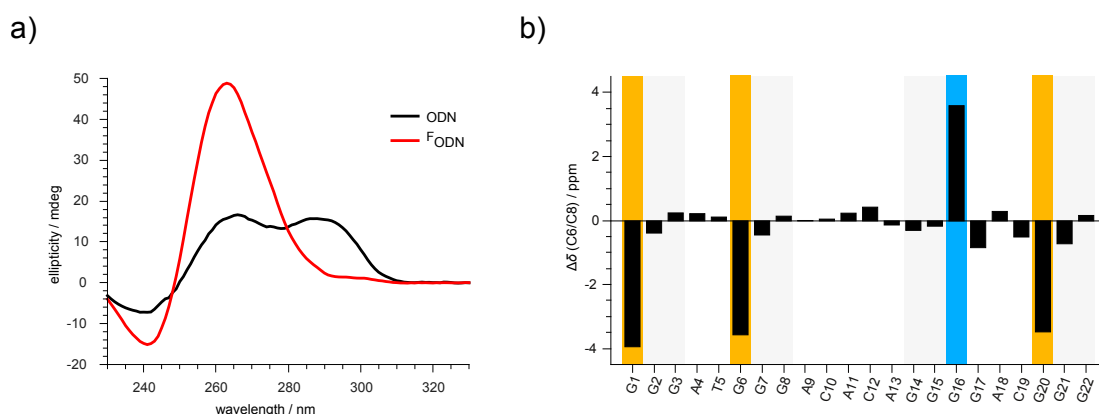 a)
b)
50
40
30
20
10
0
-10
-20
ellipticity / mdeg
240
260
280
300
320
wavelength / nm
ODN
FODN
4
2
0
-2
-4
Δδ (C6/C8) / ppm
G1
G2
G3
A4
T5
G6
G7
G8
A9
C10
A11
C12
A13
G14
G15
G16
G17
A18
C19
G20
G21
G22